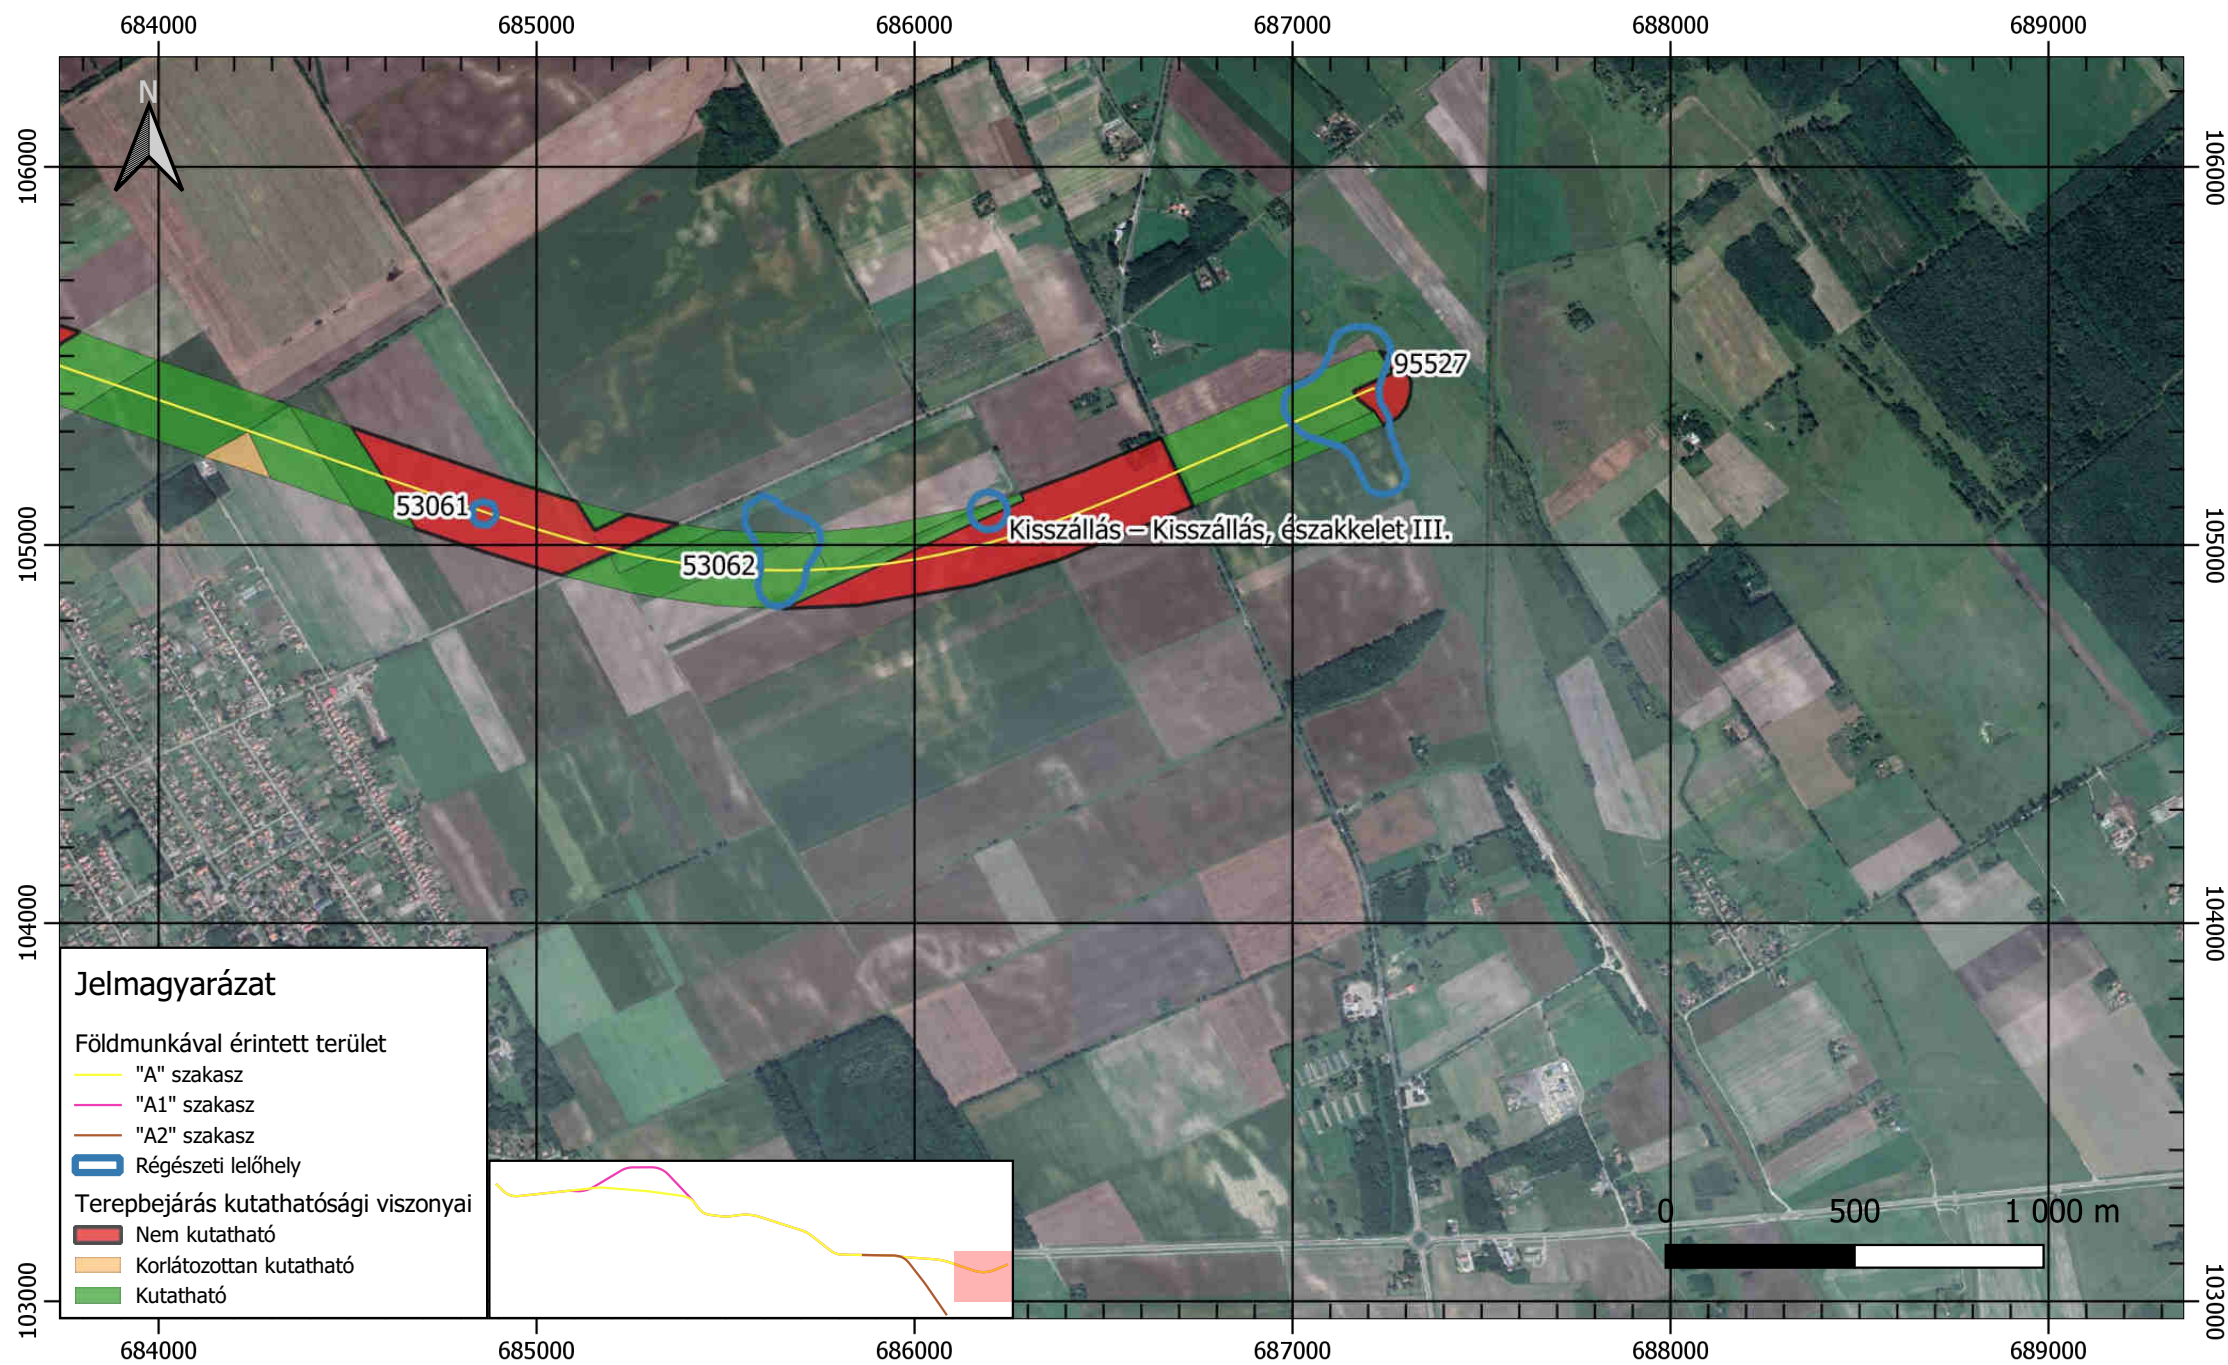 684000 685000 686000 687000 688000 689000
N
106000 106000
95527
53061
Kisszállás – Kisszállás, északkelet III.
105000 105000
53062
104000 104000
Jelmagyarázat
Földmunkával érintett terület
"A" szakasz
"A1" szakasz
"A2" szakasz
Régészeti lelőhely
Terepbejárás kutathatósági viszonyai
Nem kutatható
Korlátozottan kutatható
Kutatható
0 500 1 000 m
103000 103000
684000 685000 686000 687000 688000 689000